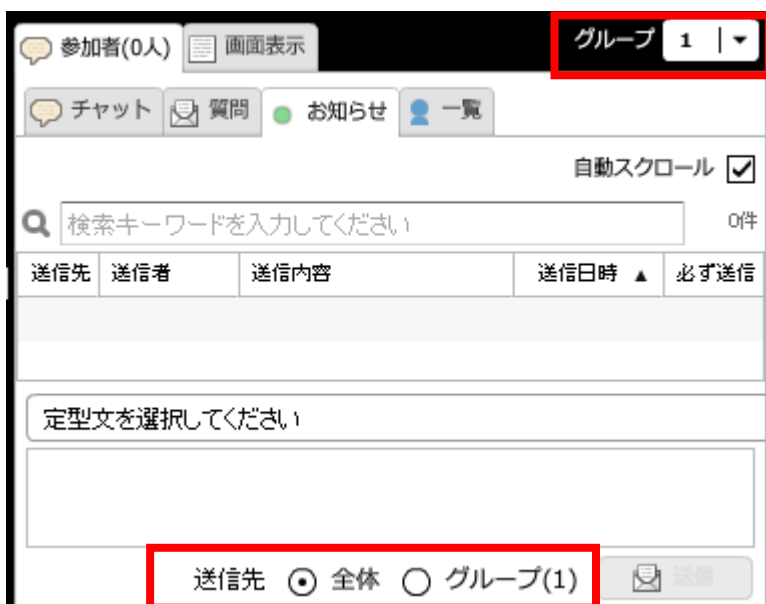 参加者(0人) 画面表示 グループ 1
チャット 質問 お知らせ 一覧
自動スクロール
検索キーワードを入力してください 0件
送信先 送信者 送信内容 送信日時 ▲ 必ず送信
定型文を選択してください
送信先 全体 グループ(1) 送信